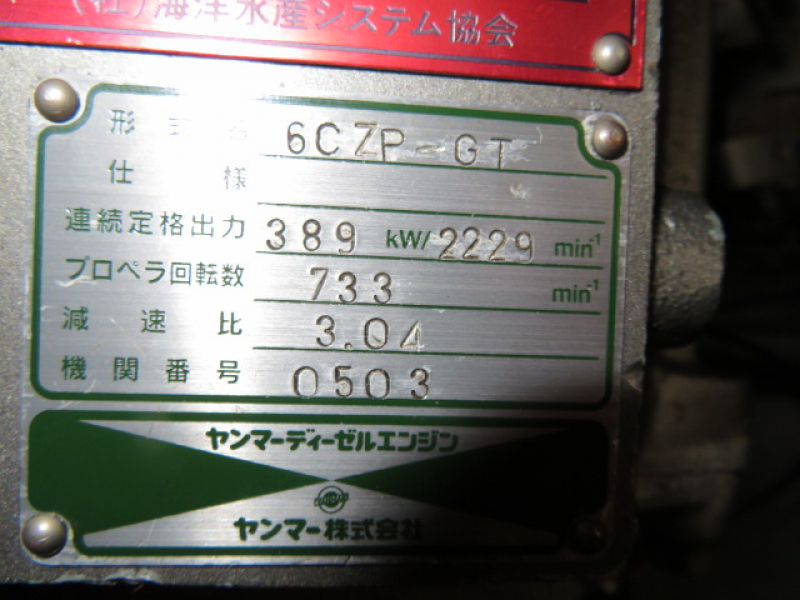 (社)海洋水産システム協会
形式名 6CZP-GT
仕様
連続定格出力 389 kW/2229 min⁻¹
プロペラ回転数 733 min⁻¹
減速比 3.04
機関番号 0503
ヤンマーディーゼルエンジン
ヤンマー株式会社